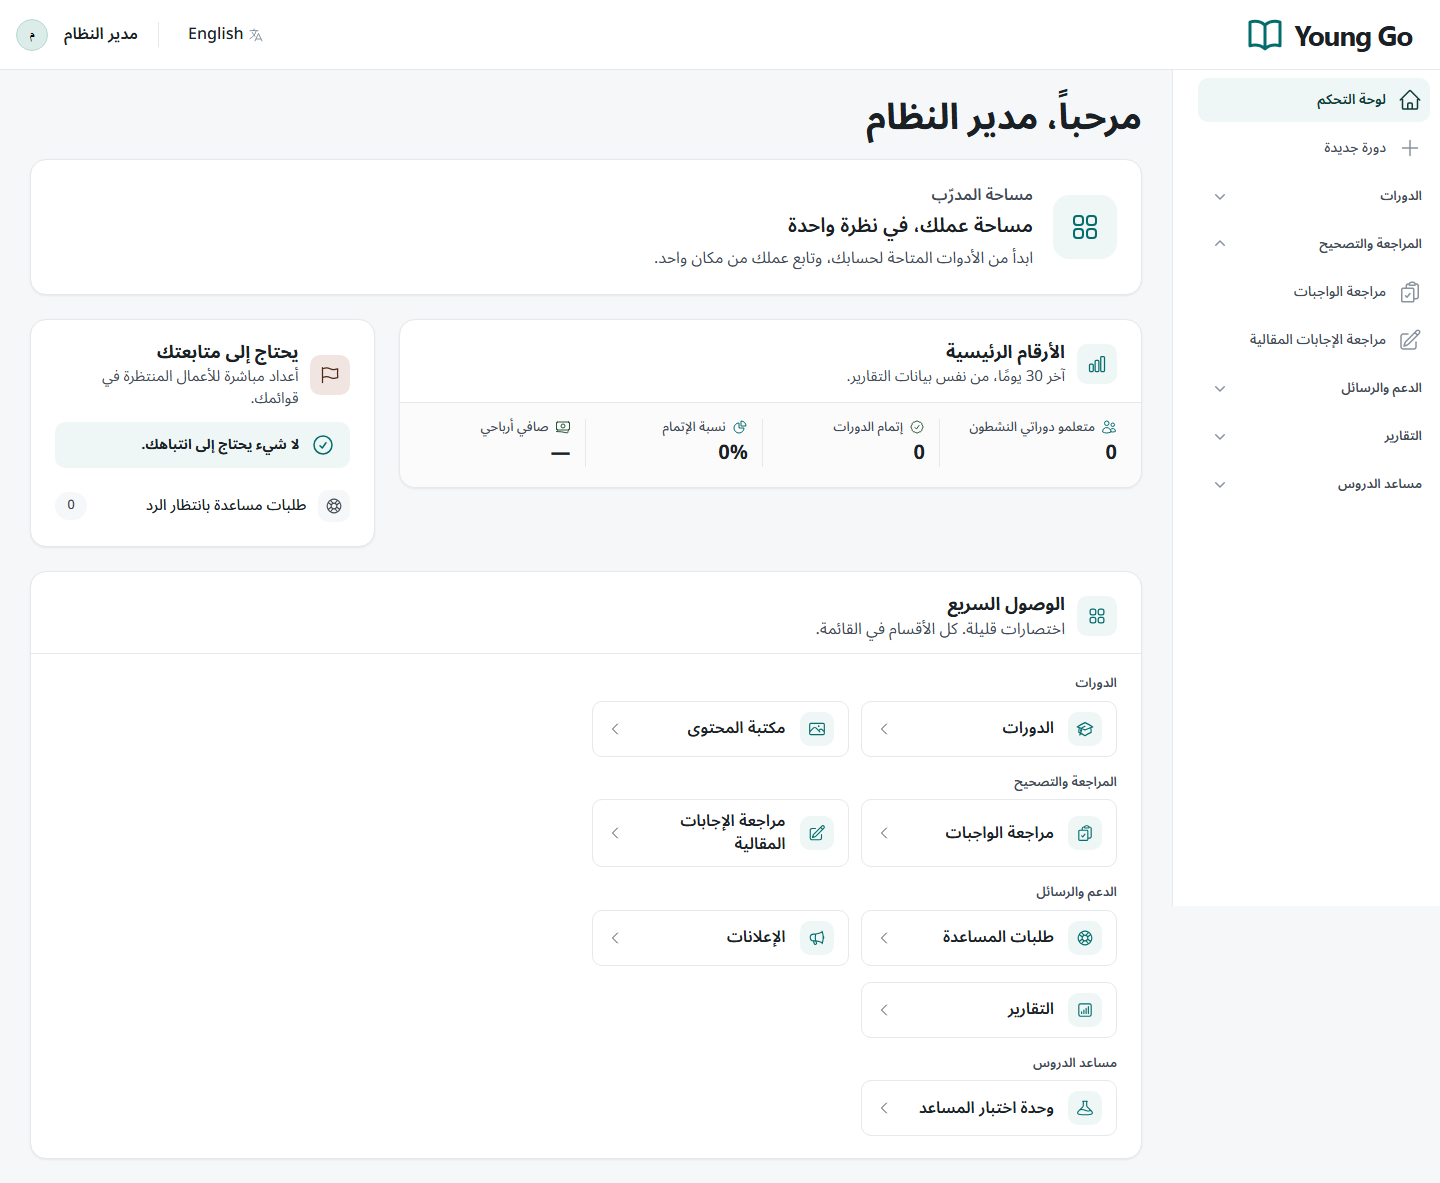 Young Go
English
مدير النظام
م
لوحة التحكم
دورة جديدة
الدورات
المراجعة والتصحيح
مراجعة الواجبات
مراجعة الإجابات المقالية
الدعم والرسائل
التقارير
مساعد الدروس
مرحباً، مدير النظام
مساحة المدرّب
مساحة عملك، في نظرة واحدة
ابدأ من الأدوات المتاحة لحسابك، وتابع عملك من مكان واحد.
الأرقام الرئيسية
آخر 30 يومًا، من نفس بيانات التقارير.
متعلمو دوراتي النشطون
0
إتمام الدورات
0
نسبة الإتمام
0%
صافي أرباحي
—
يحتاج إلى متابعتك
أعداد مباشرة للأعمال المنتظرة في
قوائمك.
لا شيء يحتاج إلى انتباهك.
طلبات مساعدة بانتظار الرد
0
الوصول السريع
اختصارات قليلة. كل الأقسام في القائمة.
الدورات
الدورات
مكتبة المحتوى
المراجعة والتصحيح
مراجعة الواجبات
مراجعة الإجابات
المقالية
الدعم والرسائل
طلبات المساعدة
الإعلانات
التقارير
مساعد الدروس
وحدة اختبار المساعد